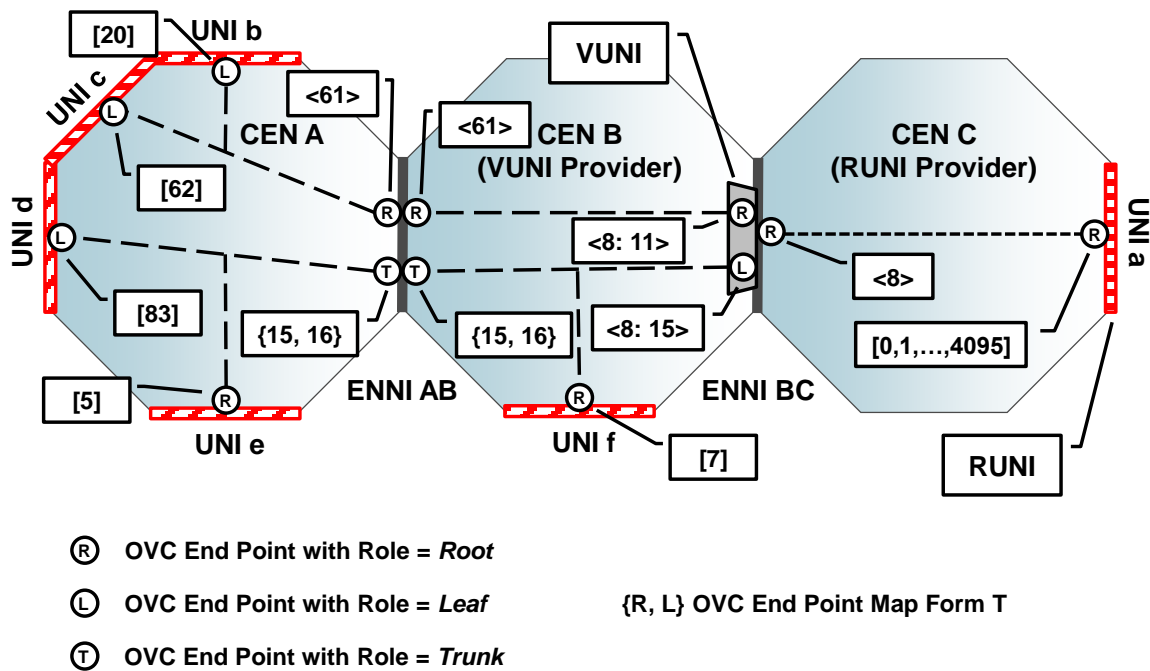 [20]
UNI b
VUNI
UNI c
<61>
<61>
CEN A
CEN B
(VUNI Provider)
CEN C
(RUNI Provider)
L
L
[62]
R
R
R
R
R
<8: 11>
<8>
UNI d
UNI a
L
T
T
L
[83]
{15, 16}
{15, 16}
<8: 15>
[0,1,…,4095]
[5]
R
ENNI AB
R
ENNI BC
UNI e
UNI f
[7]
RUNI
R OVC End Point with Role = Root
L OVC End Point with Role = Leaf
{R, L} OVC End Point Map Form T
T OVC End Point with Role = Trunk